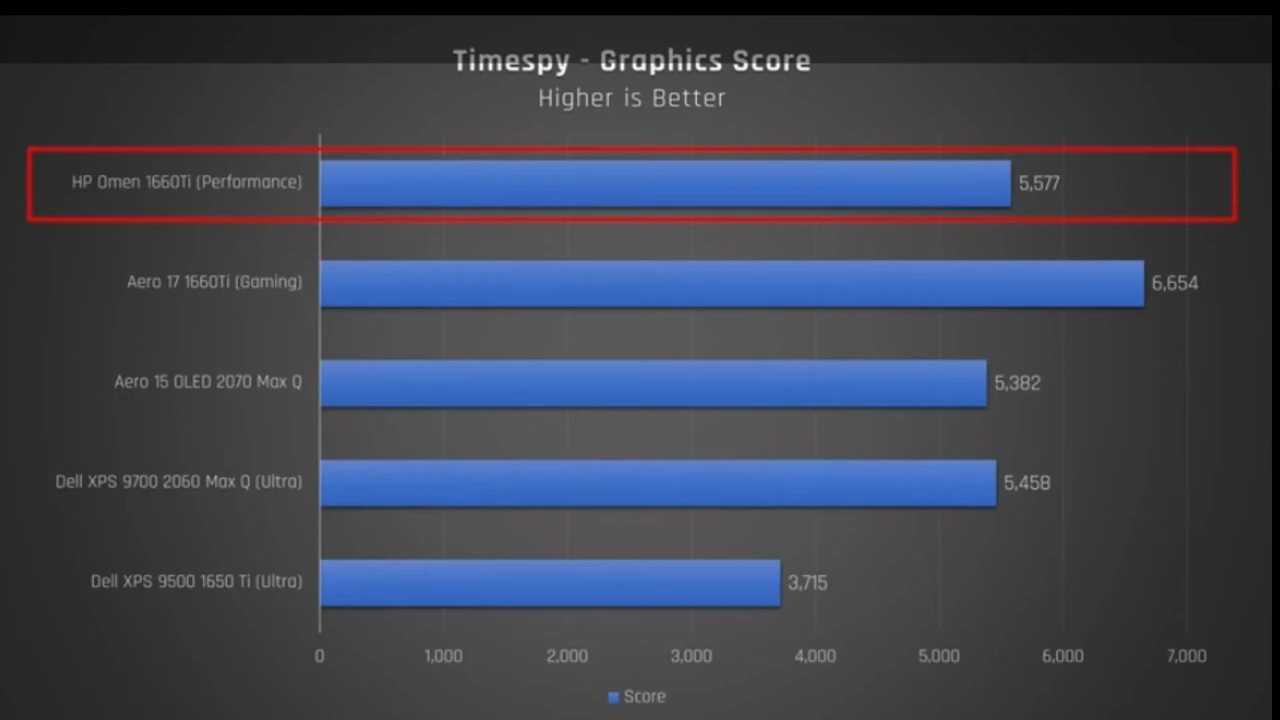 Timespy - Graphics Score
Higher is Better
HP Omen 1660Ti (Performance)
5,577
Aero 17 1660Ti (Gaming)
6,654
Aero 15 OLED 2070 Max Q
5,382
Dell XPS 9700 2060 Max Q (Ultra)
5,458
Dell XPS 9500 1650 Ti (Ultra)
3,715
0 1,000 2,000 3,000 4,000 5,000 6,000 7,000
Score